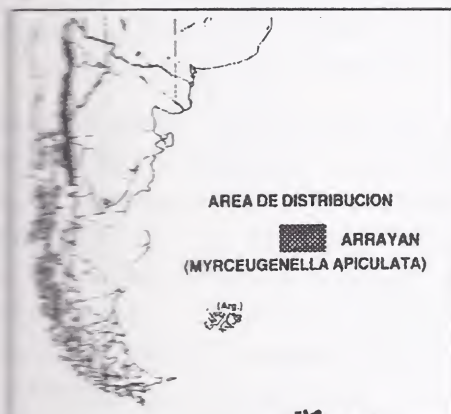 AREA DE DISTRIBUCION
ARRAYAN
(MYRCEUGENELLA APICULATA)
(Arg.)